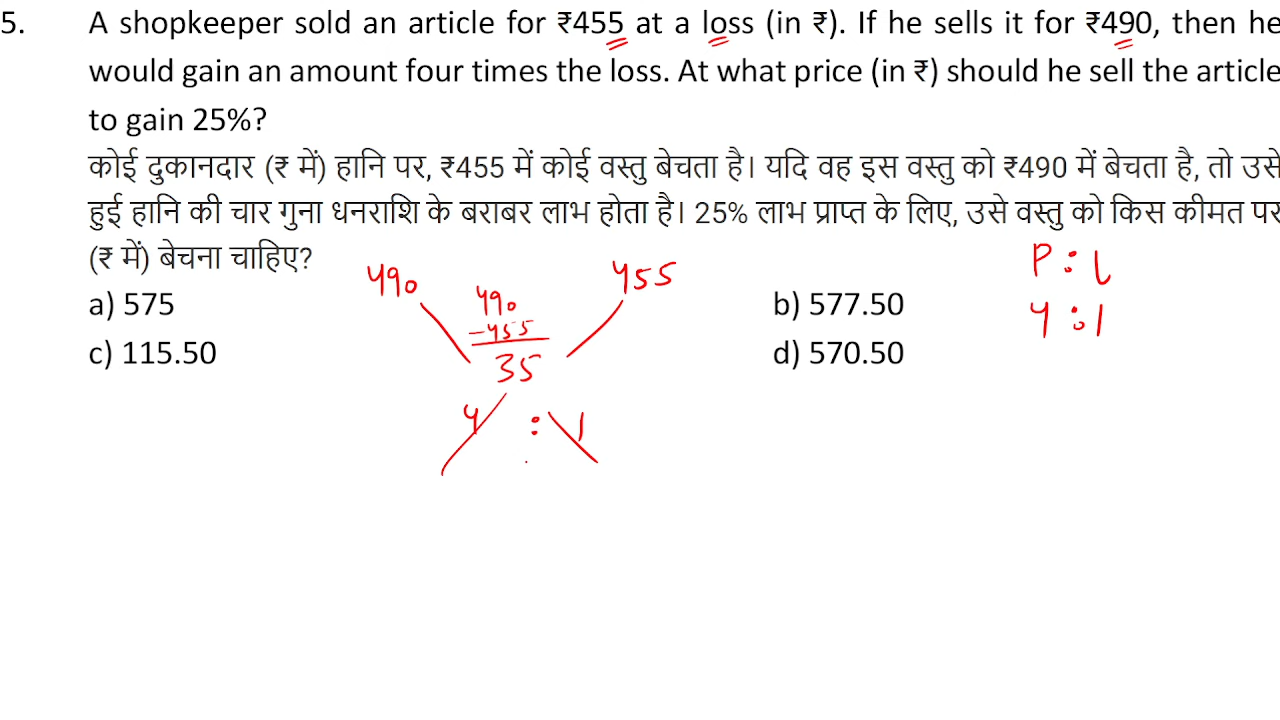 5. A shopkeeper sold an article for ₹455 at a loss (in ₹). If he sells it for ₹490, then he
would gain an amount four times the loss. At what price (in ₹) should he sell the article
to gain 25%?
कोई दुकानदार (₹ में) हानि पर, ₹455 में कोई वस्तु बेचता है। यदि वह इस वस्तु को ₹490 में बेचता है, तो उसे
हुई हानि की चार गुना धनराशि के बराबर लाभ होता है। 25% लाभ प्राप्त के लिए, उसे वस्तु को किस कीमत पर
(₹ में) बेचना चाहिए?
P : L
490 455
a) 575 b) 577.50
490
4 : 1
-455
c) 115.50 d) 570.50
35
4 : 1